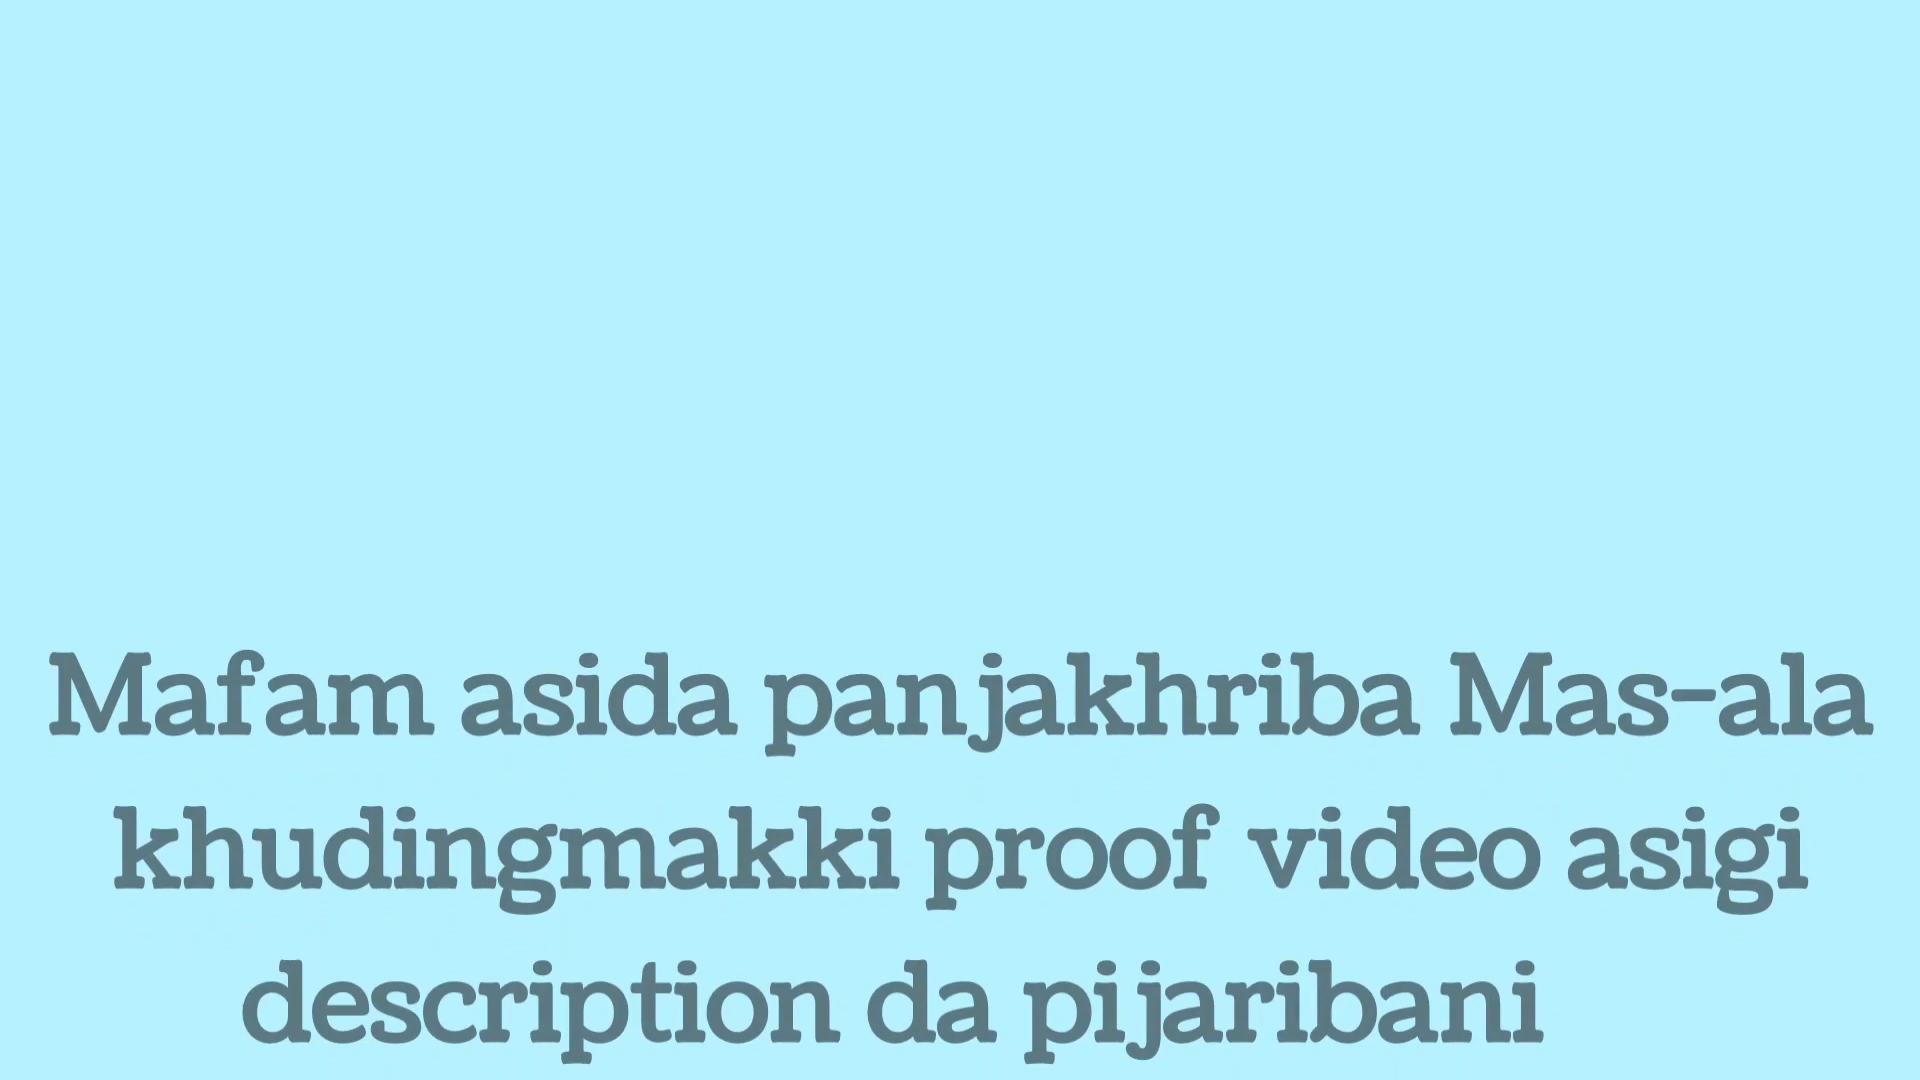 Mafam asida panjakhriba Mas-ala
khudingmakki proof video asigi
description da pijaribani